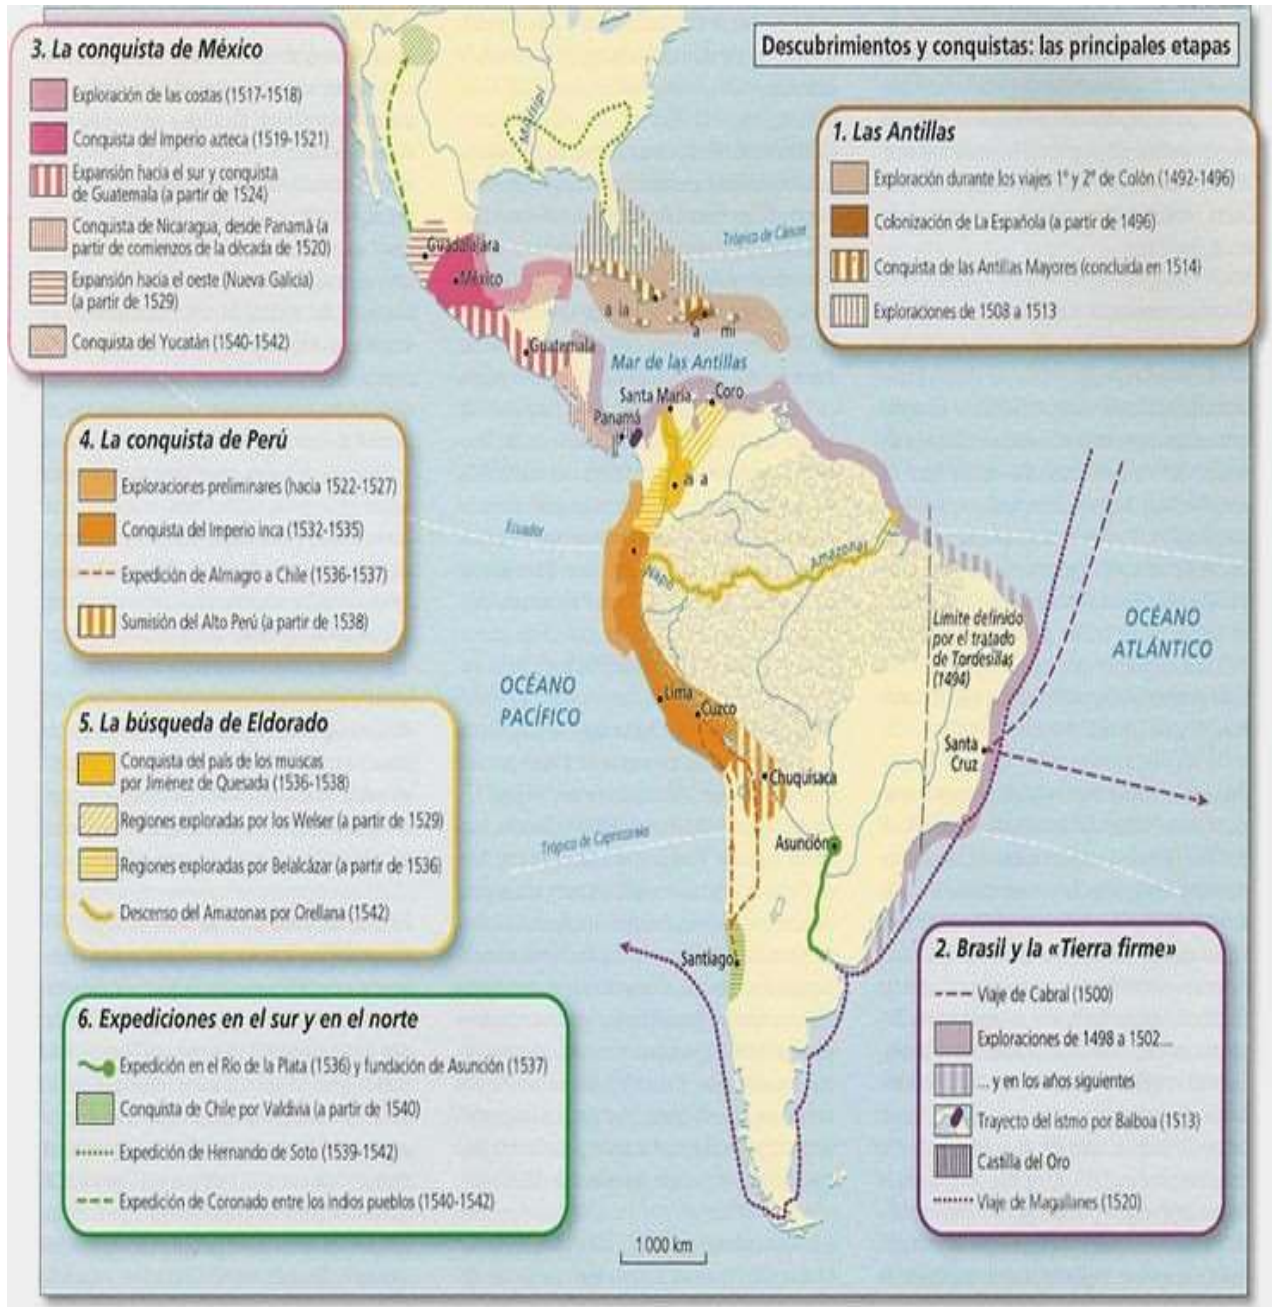 Descubrimientos y conquistas: las principales etapas
3. La conquista de México
Exploración de las costas (1517-1518)
Conquista del Imperio azteca (1519-1521)
Expansión hacia el sur y conquista
de Guatemala (a partir de 1524)
Conquista de Nicaragua, desde Panamá (a
partir de comienzos de la década de 1520)
Expansión hacia el oeste (Nueva Galicia)
(a partir de 1529)
Conquista del Yucatán (1540-1542)
1. Las Antillas
Exploración durante los viajes 1º y 2º de Colón (1492-1496)
Colonización de La Española (a partir de 1496)
Conquista de las Antillas Mayores (concluida en 1514)
Exploraciones de 1508 a 1513
4. La conquista de Perú
Exploraciones preliminares (hacia 1522-1527)
Conquista del Imperio inca (1532-1535)
Expedición de Almagro a Chile (1536-1537)
Sumisión del Alto Perú (a partir de 1538)
5. La búsqueda de Eldorado
Conquista del país de los muiscas
por Jiménez de Quesada (1536-1538)
Regiones exploradas por los Welser (a partir de 1529)
Regiones exploradas por Belalcázar (a partir de 1536)
Descenso del Amazonas por Orellana (1542)
6. Expediciones en el sur y en el norte
Expedición en el Río de la Plata (1536) y fundación de Asunción (1537)
Conquista de Chile por Valdivia (a partir de 1540)
Expedición de Hernando de Soto (1539-1542)
Expedición de Coronado entre los indios pueblos (1540-1542)
2. Brasil y la «Tierra firme»
Viaje de Cabral (1500)
Exploraciones de 1498 a 1502...
... y en los años siguientes
Trayecto del istmo por Balboa (1513)
Castilla del Oro
Viaje de Magallanes (1520)
Misisipí
Trópico de Cáncer
Guadalajara
México
a la
a mi
Guatemala
Mar de las Antillas
Santa María
Coro
Panamá
a a
Ecuador
Napo
Amazonas
Límite definido
por el tratado
de Tordesillas
(1494)
OCÉANO
ATLÁNTICO
OCÉANO
PACÍFICO
Lima
Cuzco
Santa
Cruz
Chuquisaca
Trópico de Capricornio
Asunción
Santiago
1 000 km